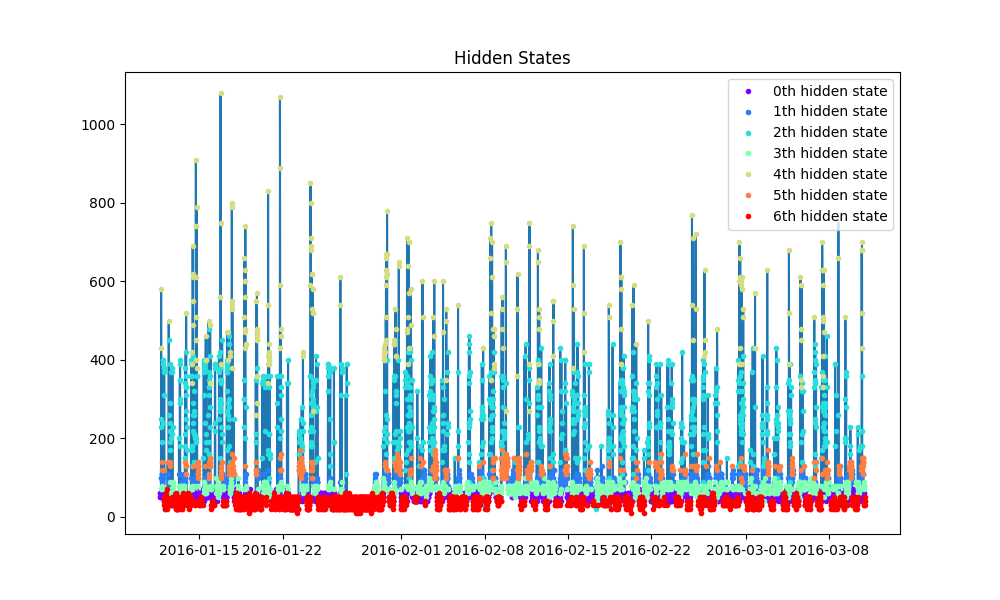 Hidden States
0th hidden state
1th hidden state
2th hidden state
3th hidden state
4th hidden state
5th hidden state
6th hidden state
1000
800
600
400
200
0
2016-01-15 2016-01-22 2016-02-01 2016-02-08 2016-02-15 2016-02-22 2016-03-01 2016-03-08